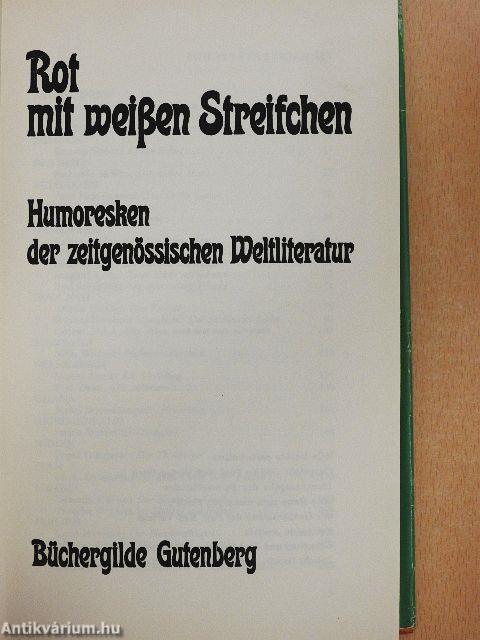 Rot
mit weißen Streifchen
Humoresken
der zeitgenössischen Weltliteratur
Büchergilde Gutenberg
Antikvárium.hu